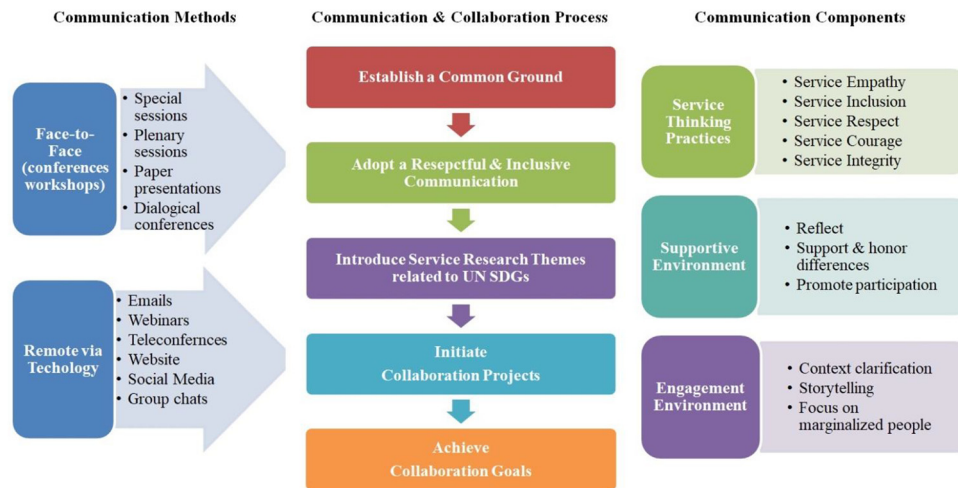 Communication Methods
Face-to-
Face
(conferences
workshops)
• Special
sessions
• Plenary
sessions
• Paper
presentations
• Dialogical
conferences
Remote via
Techology
• Emails
• Webinars
• Teleconfernces
• Website
• Social Media
• Group chats
Communication & Collaboration Process
Establish a Common Ground
Adopt a Resepctful & Inclusive
Communication
Introduce Service Research Themes
related to UN SDGs
Initiate
Collaboration Projects
Achieve
Collaboration Goals
Communication Components
Service
Thinking
Practices
• Service Empathy
• Service Inclusion
• Service Respect
• Service Courage
• Service Integrity
Supportive
Environment
• Reflect
• Support & honor
differences
• Promote participation
Engagement
Environment
• Context clarification
• Storytelling
• Focus on
marginalized people